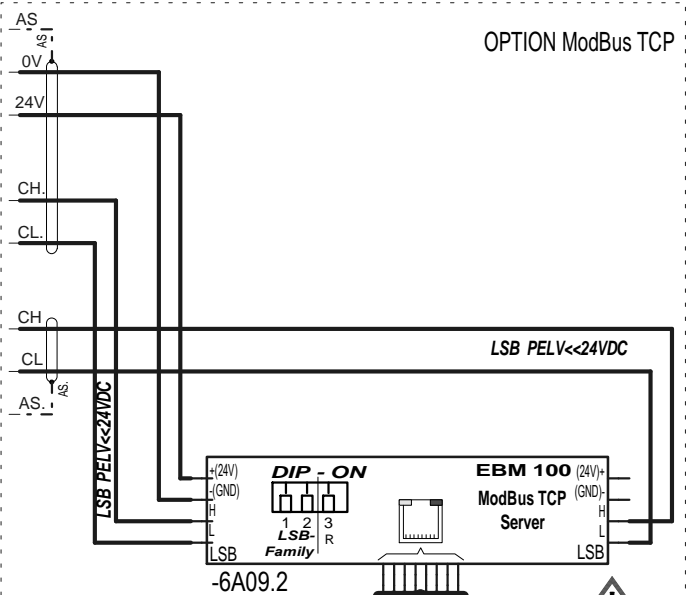 AS
AS
OPTION ModBus TCP
0V
24V
CH.
CL.
CH
LSB PELV<<24VDC
CL
AS.
AS.
LSB PELV<<24VDC
+(24V)
DIP - ON
EBM 100
(24V)+
-(GND)
ModBus TCP
(GND)-
H
1 2 3
Server
H
L
LSB-
R
L
LSB
Family
LSB
-6A09.2